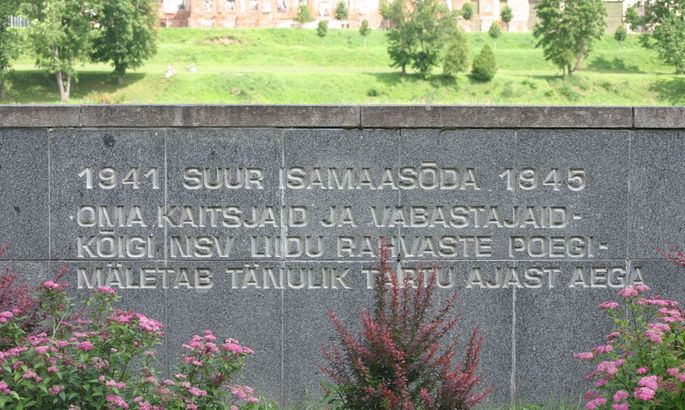 1941 SUUR ISAMAASÕDA 1945
OMA KAITSJAID JA VABASTAJAID-
KÕIGI NSV LIIDU RAHVASTE POEGI-
MÄLETAB TÄNULIK TARTU AJAST AEGA